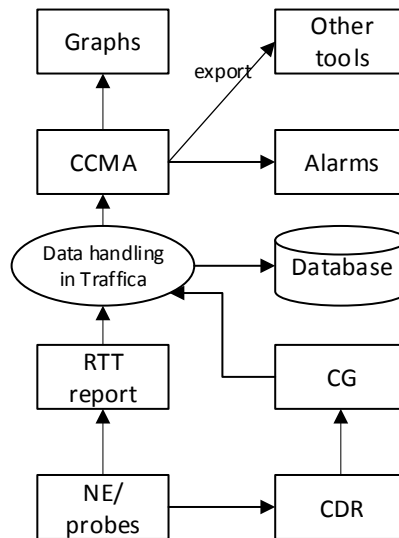 Graphs
Other
tools
export
CCMA
Alarms
Data handling
in Traffica
Database
RTT
report
CG
NE/
probes
CDR